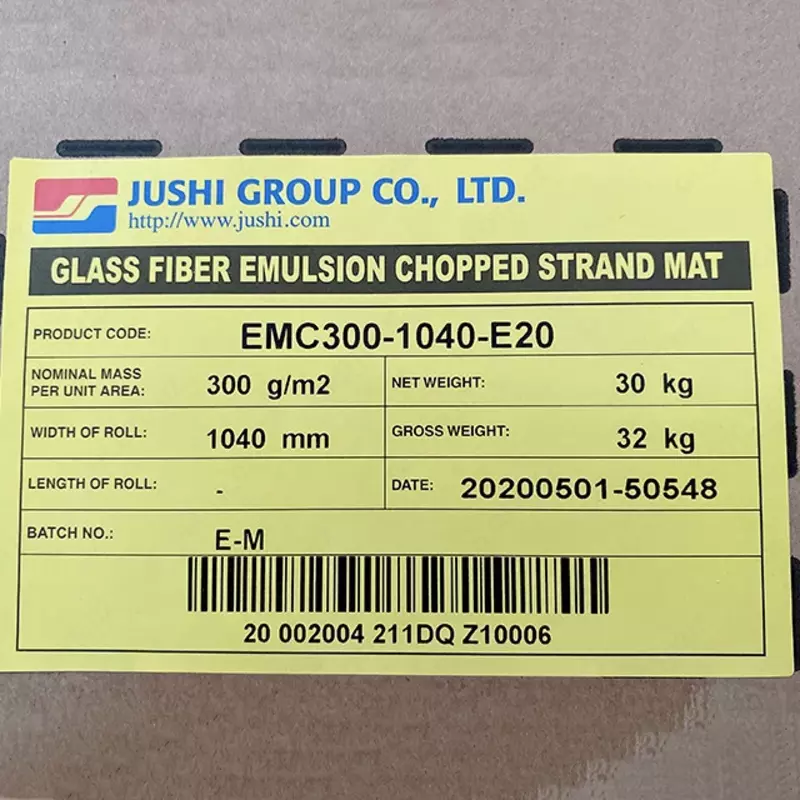 JUSHI GROUP CO., LTD.
http://www.jushi.com
GLASS FIBER EMULSION CHOPPED STRAND MAT
PRODUCT CODE: EMC300-1040-E20
NOMINAL MASS
PER UNIT AREA: 300 g/m2
NET WEIGHT: 30 kg
WIDTH OF ROLL: 1040 mm
GROSS WEIGHT: 32 kg
LENGTH OF ROLL: -
DATE: 20200501-50548
BATCH NO.: E-M
20 002004 211DQ Z10006